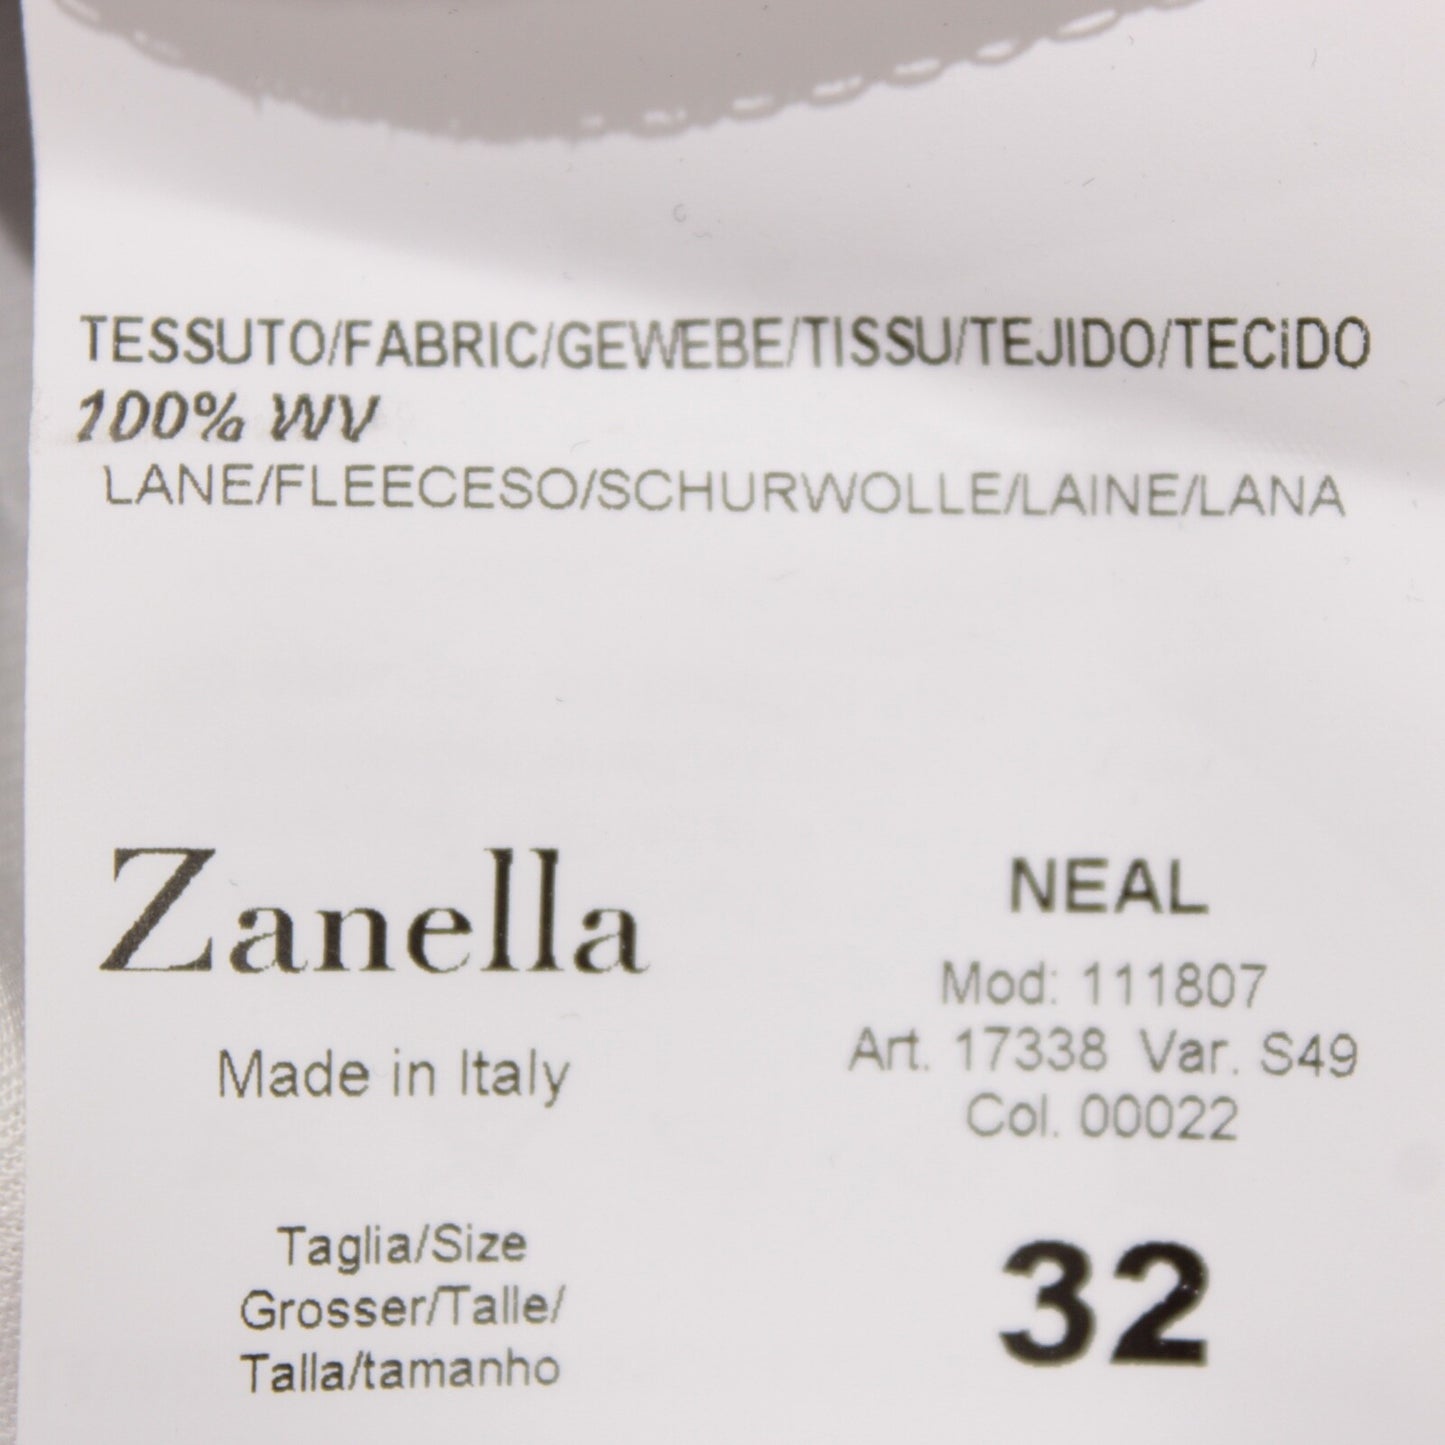 TESSUTO/FABRIC/GEWEBE/TISSU/TEJIDO/TECiDO
100% WV
LANE/FLEECESO/SCHURWOLLE/LAINE/LANA
Zanella
Made in Italy
NEAL
Mod: 111807
Art. 17338 Var. S49
Col. 00022
Taglia/Size
Grosser/Talle/
Talla/tamanho
32